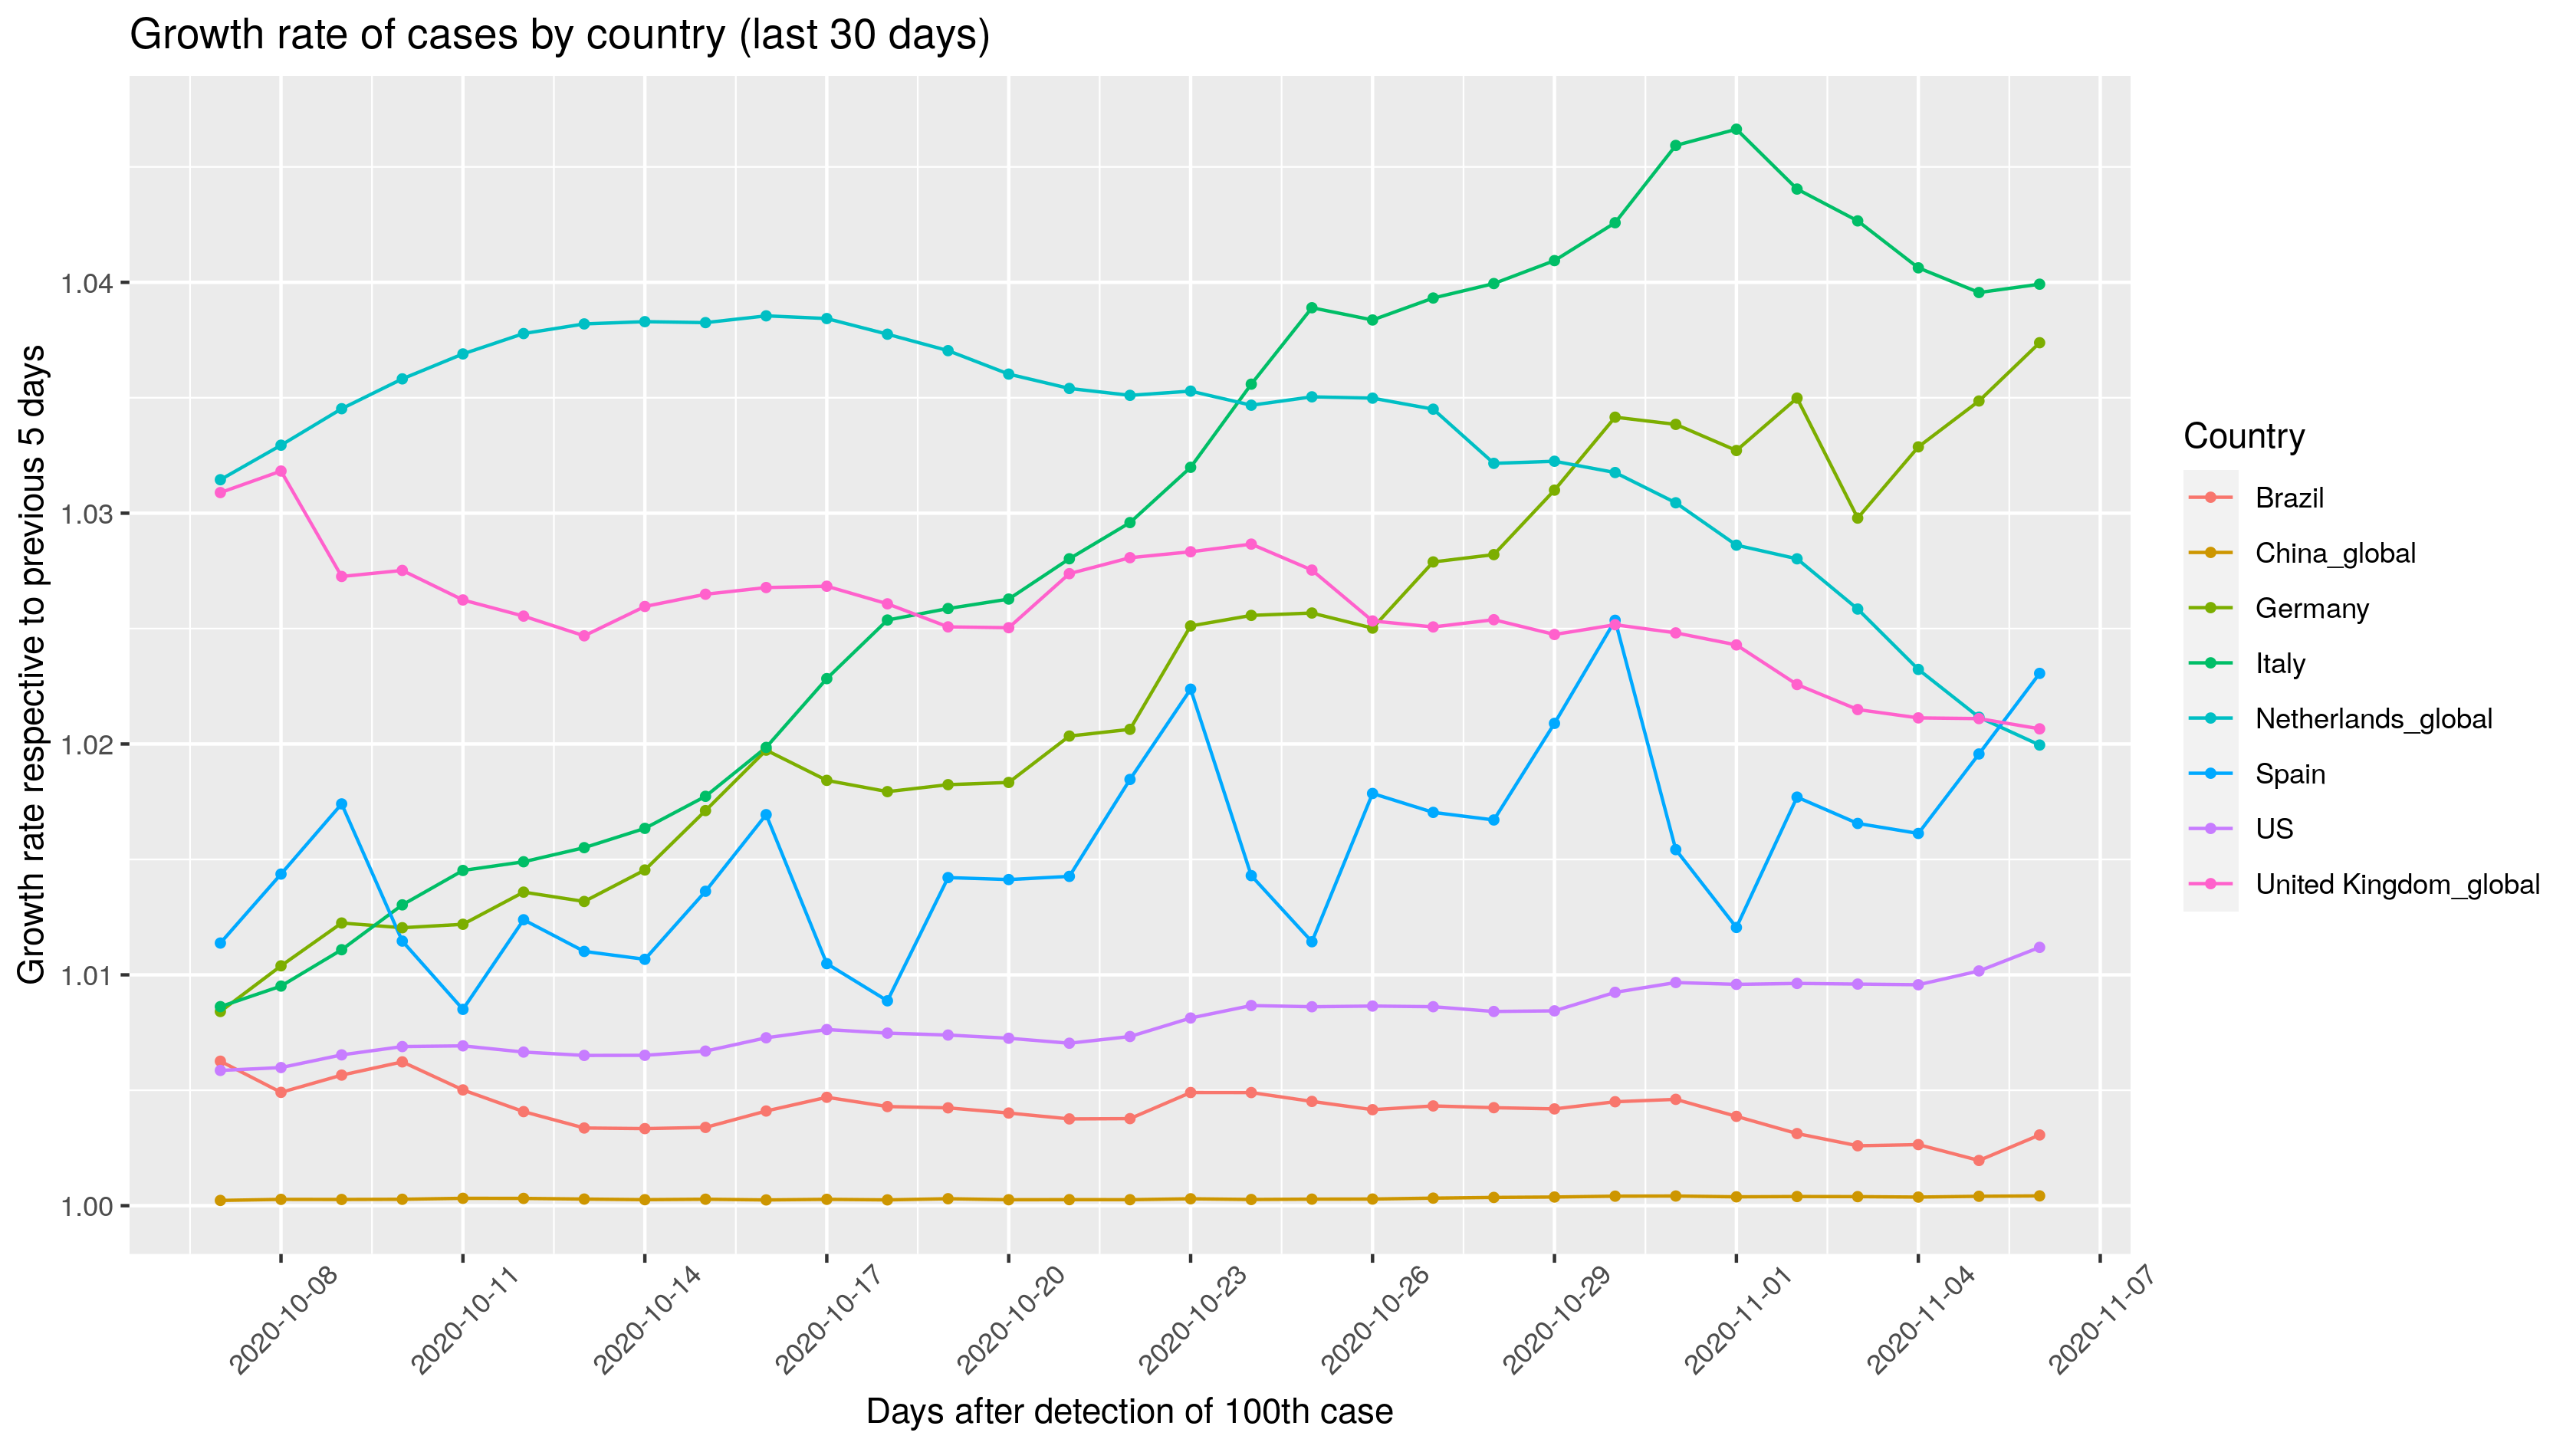 Growth rate of cases by country (last 30 days)
Growth rate respective to previous 5 days
1.04
1.03
1.02
1.01
1.00
2020-10-08
2020-10-11
2020-10-14
2020-10-17
2020-10-20
2020-10-23
2020-10-26
2020-10-29
2020-11-01
2020-11-04
2020-11-07
Days after detection of 100th case
Country
Brazil
China_global
Germany
Italy
Netherlands_global
Spain
US
United Kingdom_global